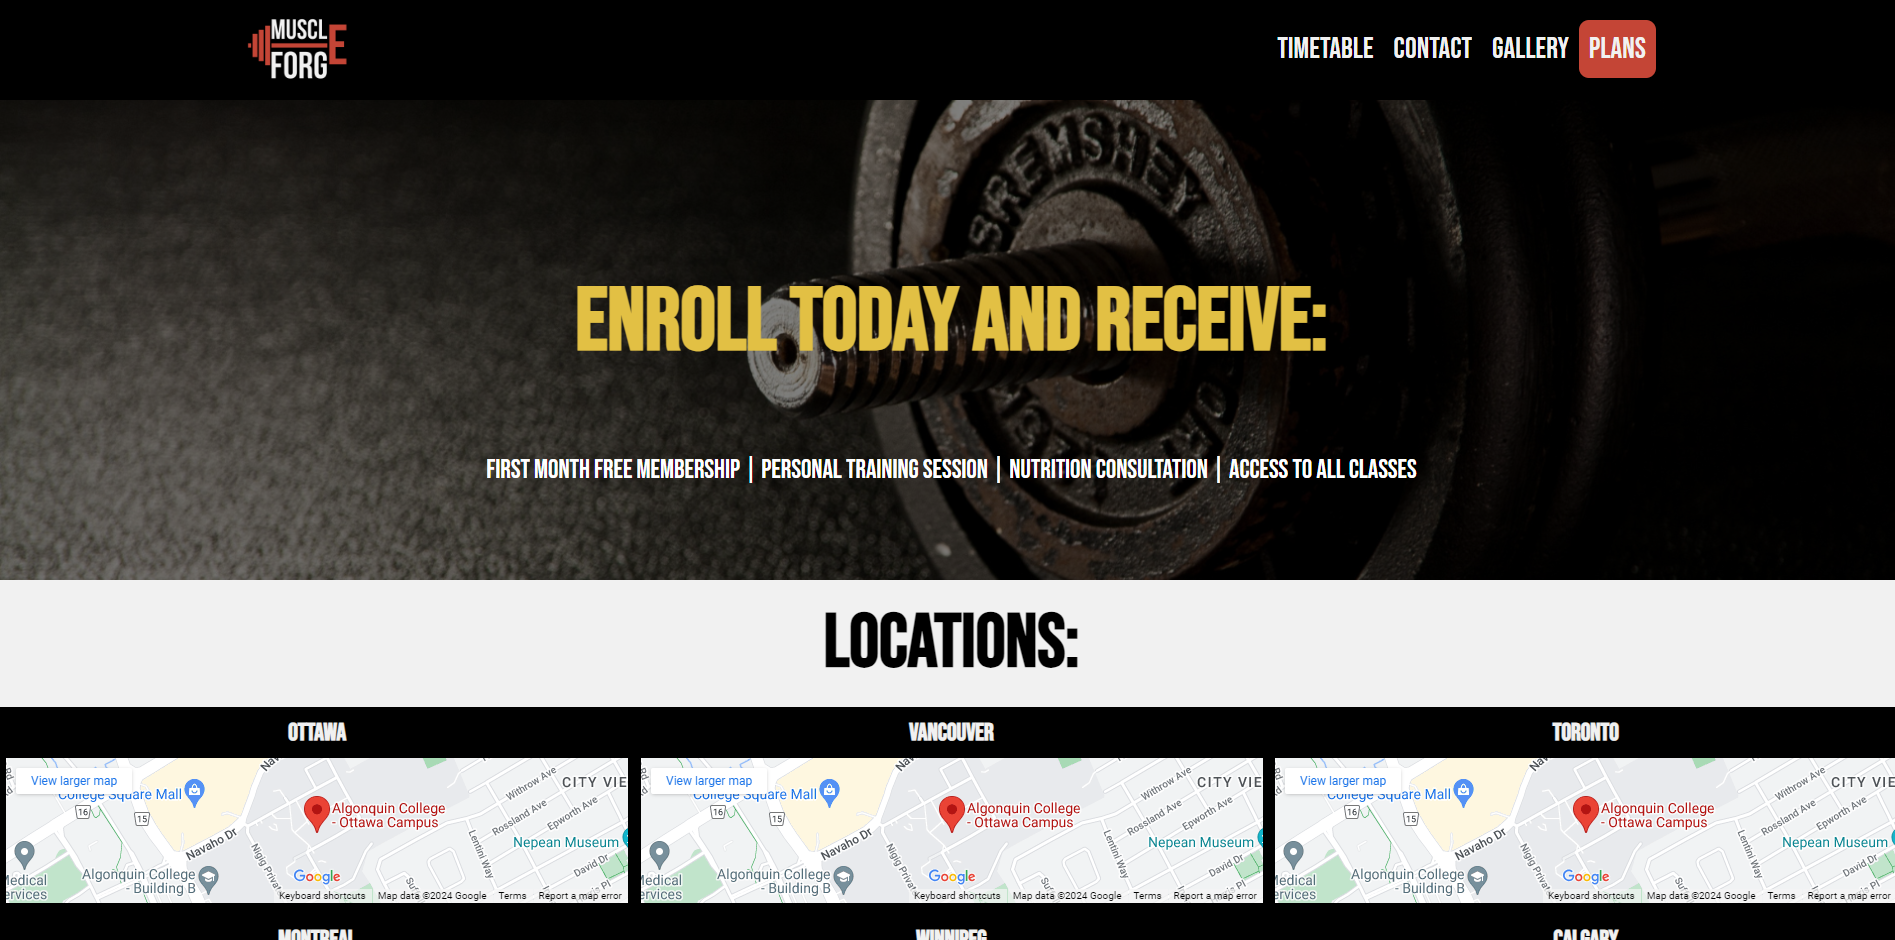 MUSCLE
FORGE
TIMETABLE CONTACT GALLERY PLANS
BREMSHEY
ENROLL TODAY AND RECEIVE:
FIRST MONTH FREE MEMBERSHIP | PERSONAL TRAINING SESSION | NUTRITION CONSULTATION | ACCESS TO ALL CLASSES
LOCATIONS:
OTTAWA
View larger map
College Square Mall
16
15
Navaho Dr
Algonquin College
- Ottawa Campus
CITY VIE
Withrow Ave
Rossland Ave
Epworth Ave
Lentini Way
Nepean Museum
David Dr
Medical
ervices
Algonquin College
- Building B
Nigig Privat
Google
Keyboard shortcuts Map data ©2024 Google Terms Report a map error
VANCOUVER
View larger map
College Square Mall
16
15
Navaho Dr
Algonquin College
- Ottawa Campus
CITY VIE
Withrow Ave
Rossland Ave
Epworth Ave
Lentini Way
Nepean Museum
David Dr
Medical
ervices
Algonquin College
- Building B
Nigig Privat
Google
Keyboard shortcuts Map data ©2024 Google Terms Report a map error
TORONTO
View larger map
College Square Mall
16
15
Navaho Dr
Algonquin College
- Ottawa Campus
CITY VIE
Withrow Ave
Rossland Ave
Epworth Ave
Lentini Way
Nepean Museum
David Dr
Medical
ervices
Algonquin College
- Building B
Nigig Privat
Google
Keyboard shortcuts Map data ©2024 Google Terms Report a map error
MONTREAL
WINNIPEG
CALGARY